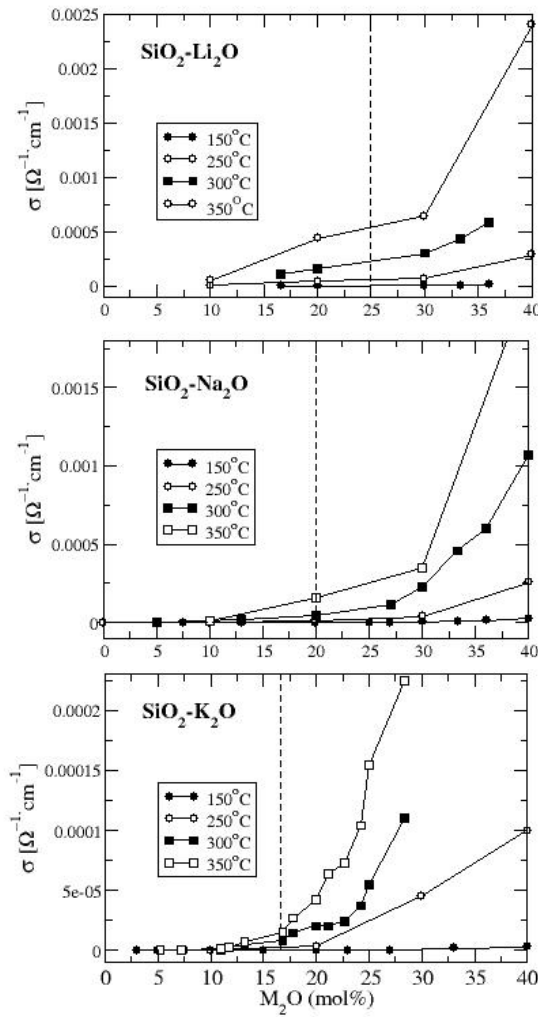 0.0025
SiO₂-Li₂O
0.002
0.0015
150°C
250°C
300°C
350°C
0.001
0.0005
0
σ [Ω⁻¹·cm⁻¹]
0 5 10 15 20 25 30 35 40
SiO₂-Na₂O
0.0015
150°C
250°C
300°C
350°C
0.001
0.0005
0
σ [Ω⁻¹·cm⁻¹]
0 5 10 15 20 25 30 35 40
SiO₂-K₂O
0.0002
0.00015
150°C
250°C
300°C
350°C
0.0001
5e-05
0
σ [Ω⁻¹·cm⁻¹]
0 5 10 15 20 25 30 35 40
M₂O (mol%)